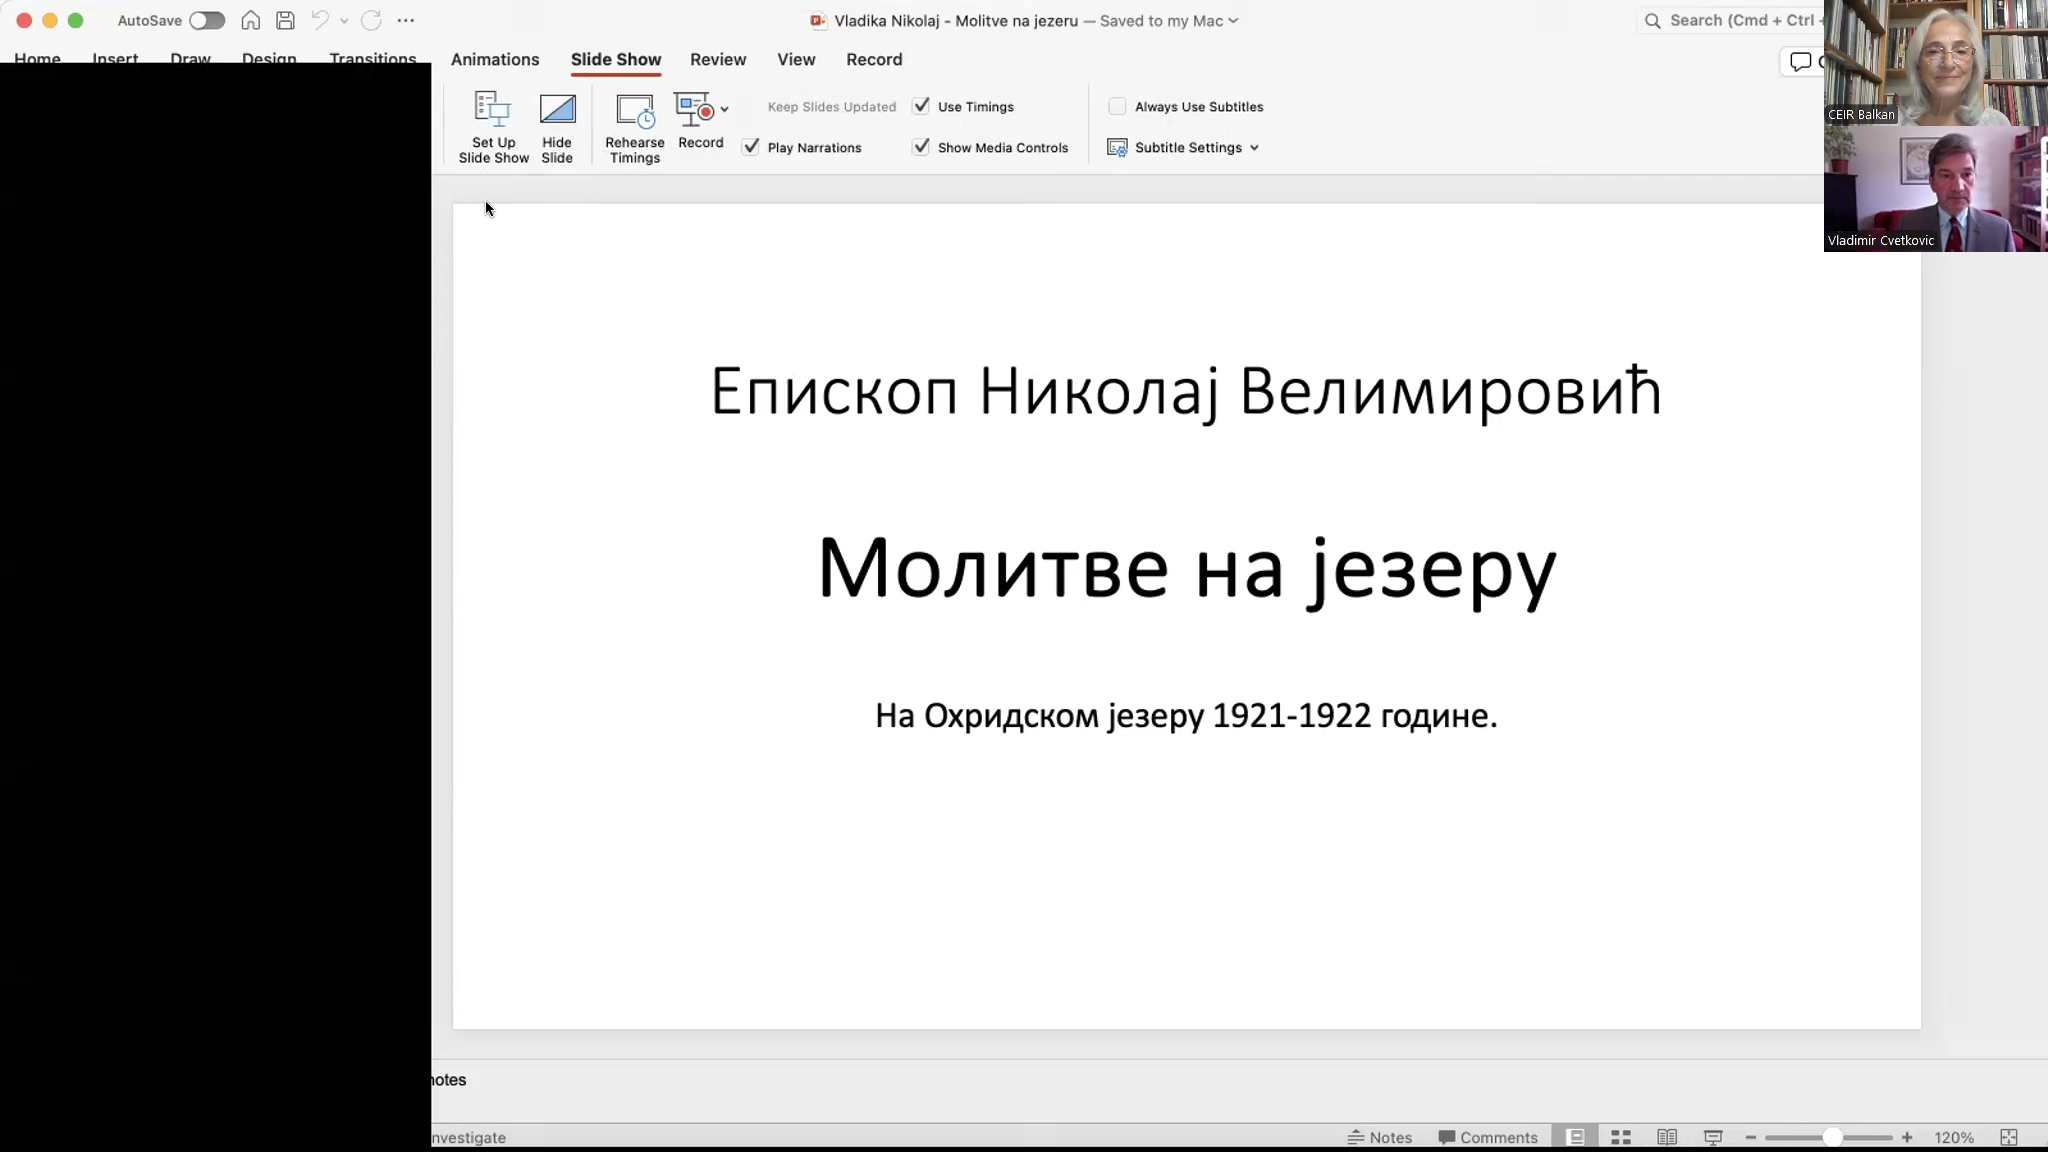 AutoSave
Vladika Nikolaj - Molitve na jezeru — Saved to my Mac
Search (Cmd + Ctrl +
Home Insert Draw Design Transitions Animations Slide Show Review View Record
Set Up Slide Show
Hide Slide
Rehearse Timings
Record
Keep Slides Updated
Use Timings
Play Narrations
Show Media Controls
Always Use Subtitles
Subtitle Settings
CEIR Balkan
Vladimir Cvetkovic
Епископ Николај Велимировић
Молитве на језеру
На Охридском језеру 1921-1922 године.
notes
nvestigate
Notes
Comments
120%